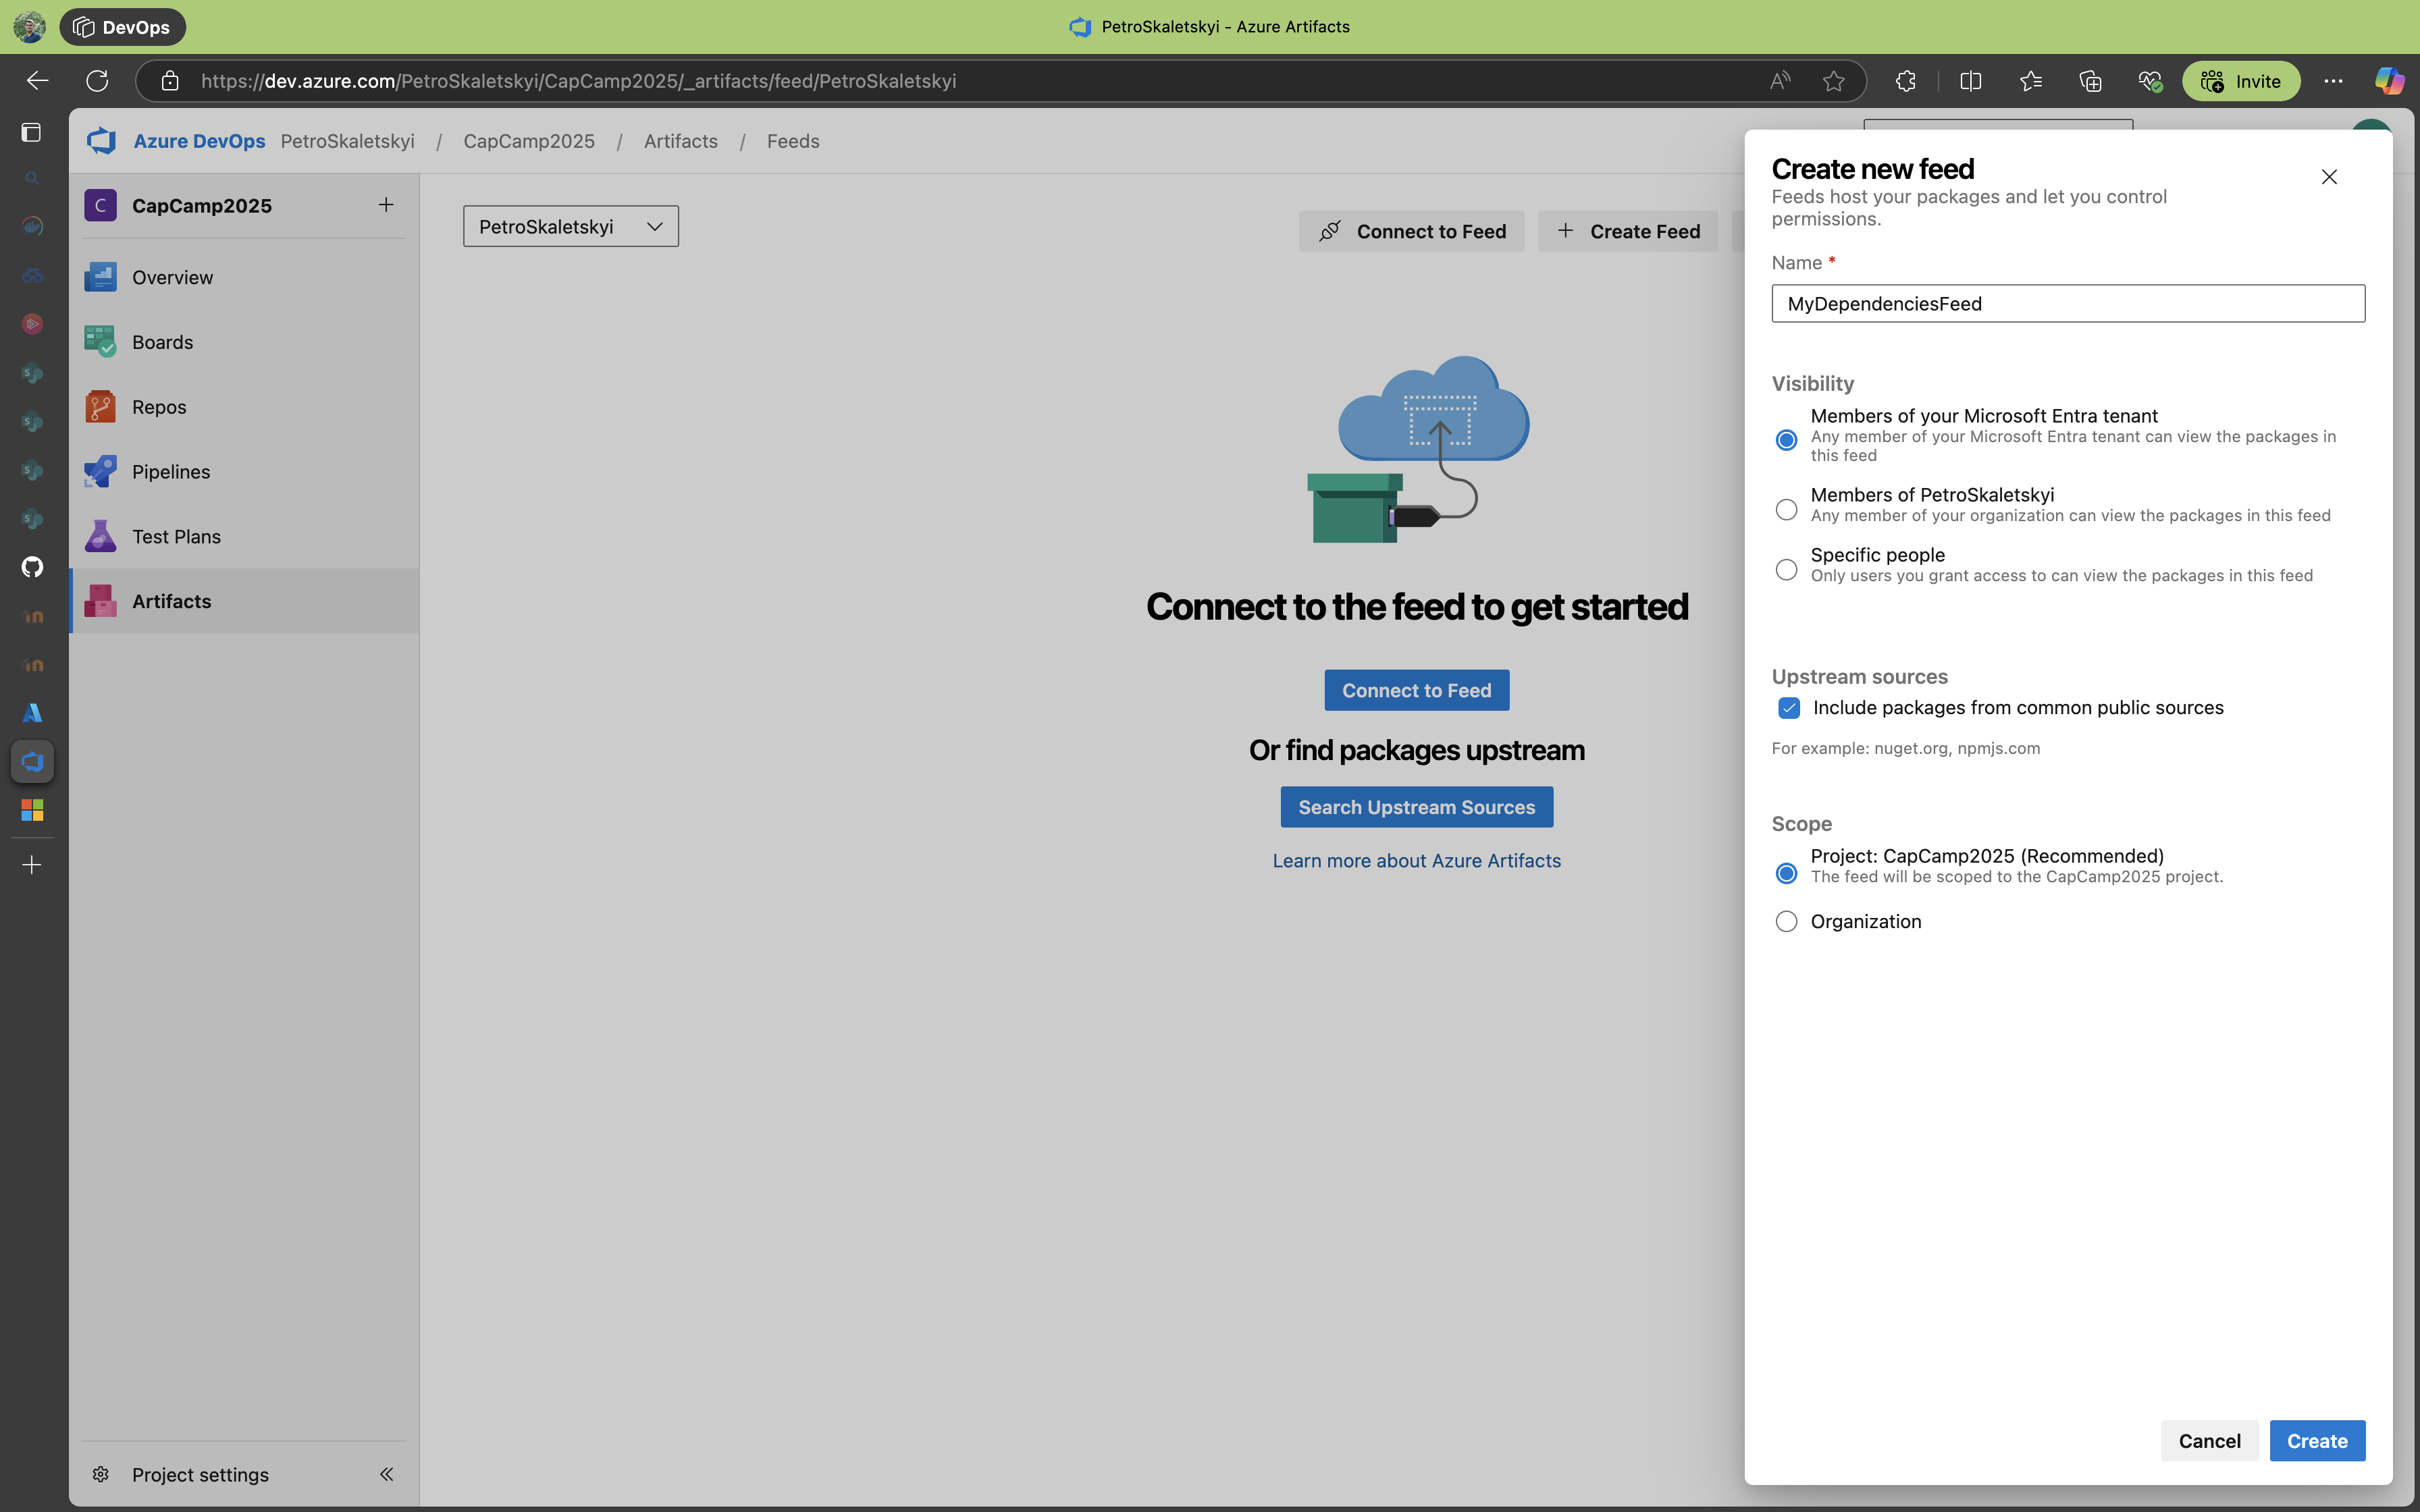 DevOps
PetroSkaletskyi - Azure Artifacts
https://dev.azure.com/PetroSkaletskyi/CapCamp2025/_artifacts/feed/PetroSkaletskyi
Invite
Azure DevOps PetroSkaletskyi / CapCamp2025 / Artifacts / Feeds
C CapCamp2025
Overview
Boards
Repos
Pipelines
Test Plans
Artifacts
Project settings
PetroSkaletskyi
Connect to Feed
Create Feed
Connect to the feed to get started
Connect to Feed
Or find packages upstream
Search Upstream Sources
Learn more about Azure Artifacts
Create new feed
Feeds host your packages and let you control
permissions.
Name *
MyDependenciesFeed
Visibility
Members of your Microsoft Entra tenant
Any member of your Microsoft Entra tenant can view the packages in
this feed
Members of PetroSkaletskyi
Any member of your organization can view the packages in this feed
Specific people
Only users you grant access to can view the packages in this feed
Upstream sources
Include packages from common public sources
For example: nuget.org, npmjs.com
Scope
Project: CapCamp2025 (Recommended)
The feed will be scoped to the CapCamp2025 project.
Organization
Cancel
Create